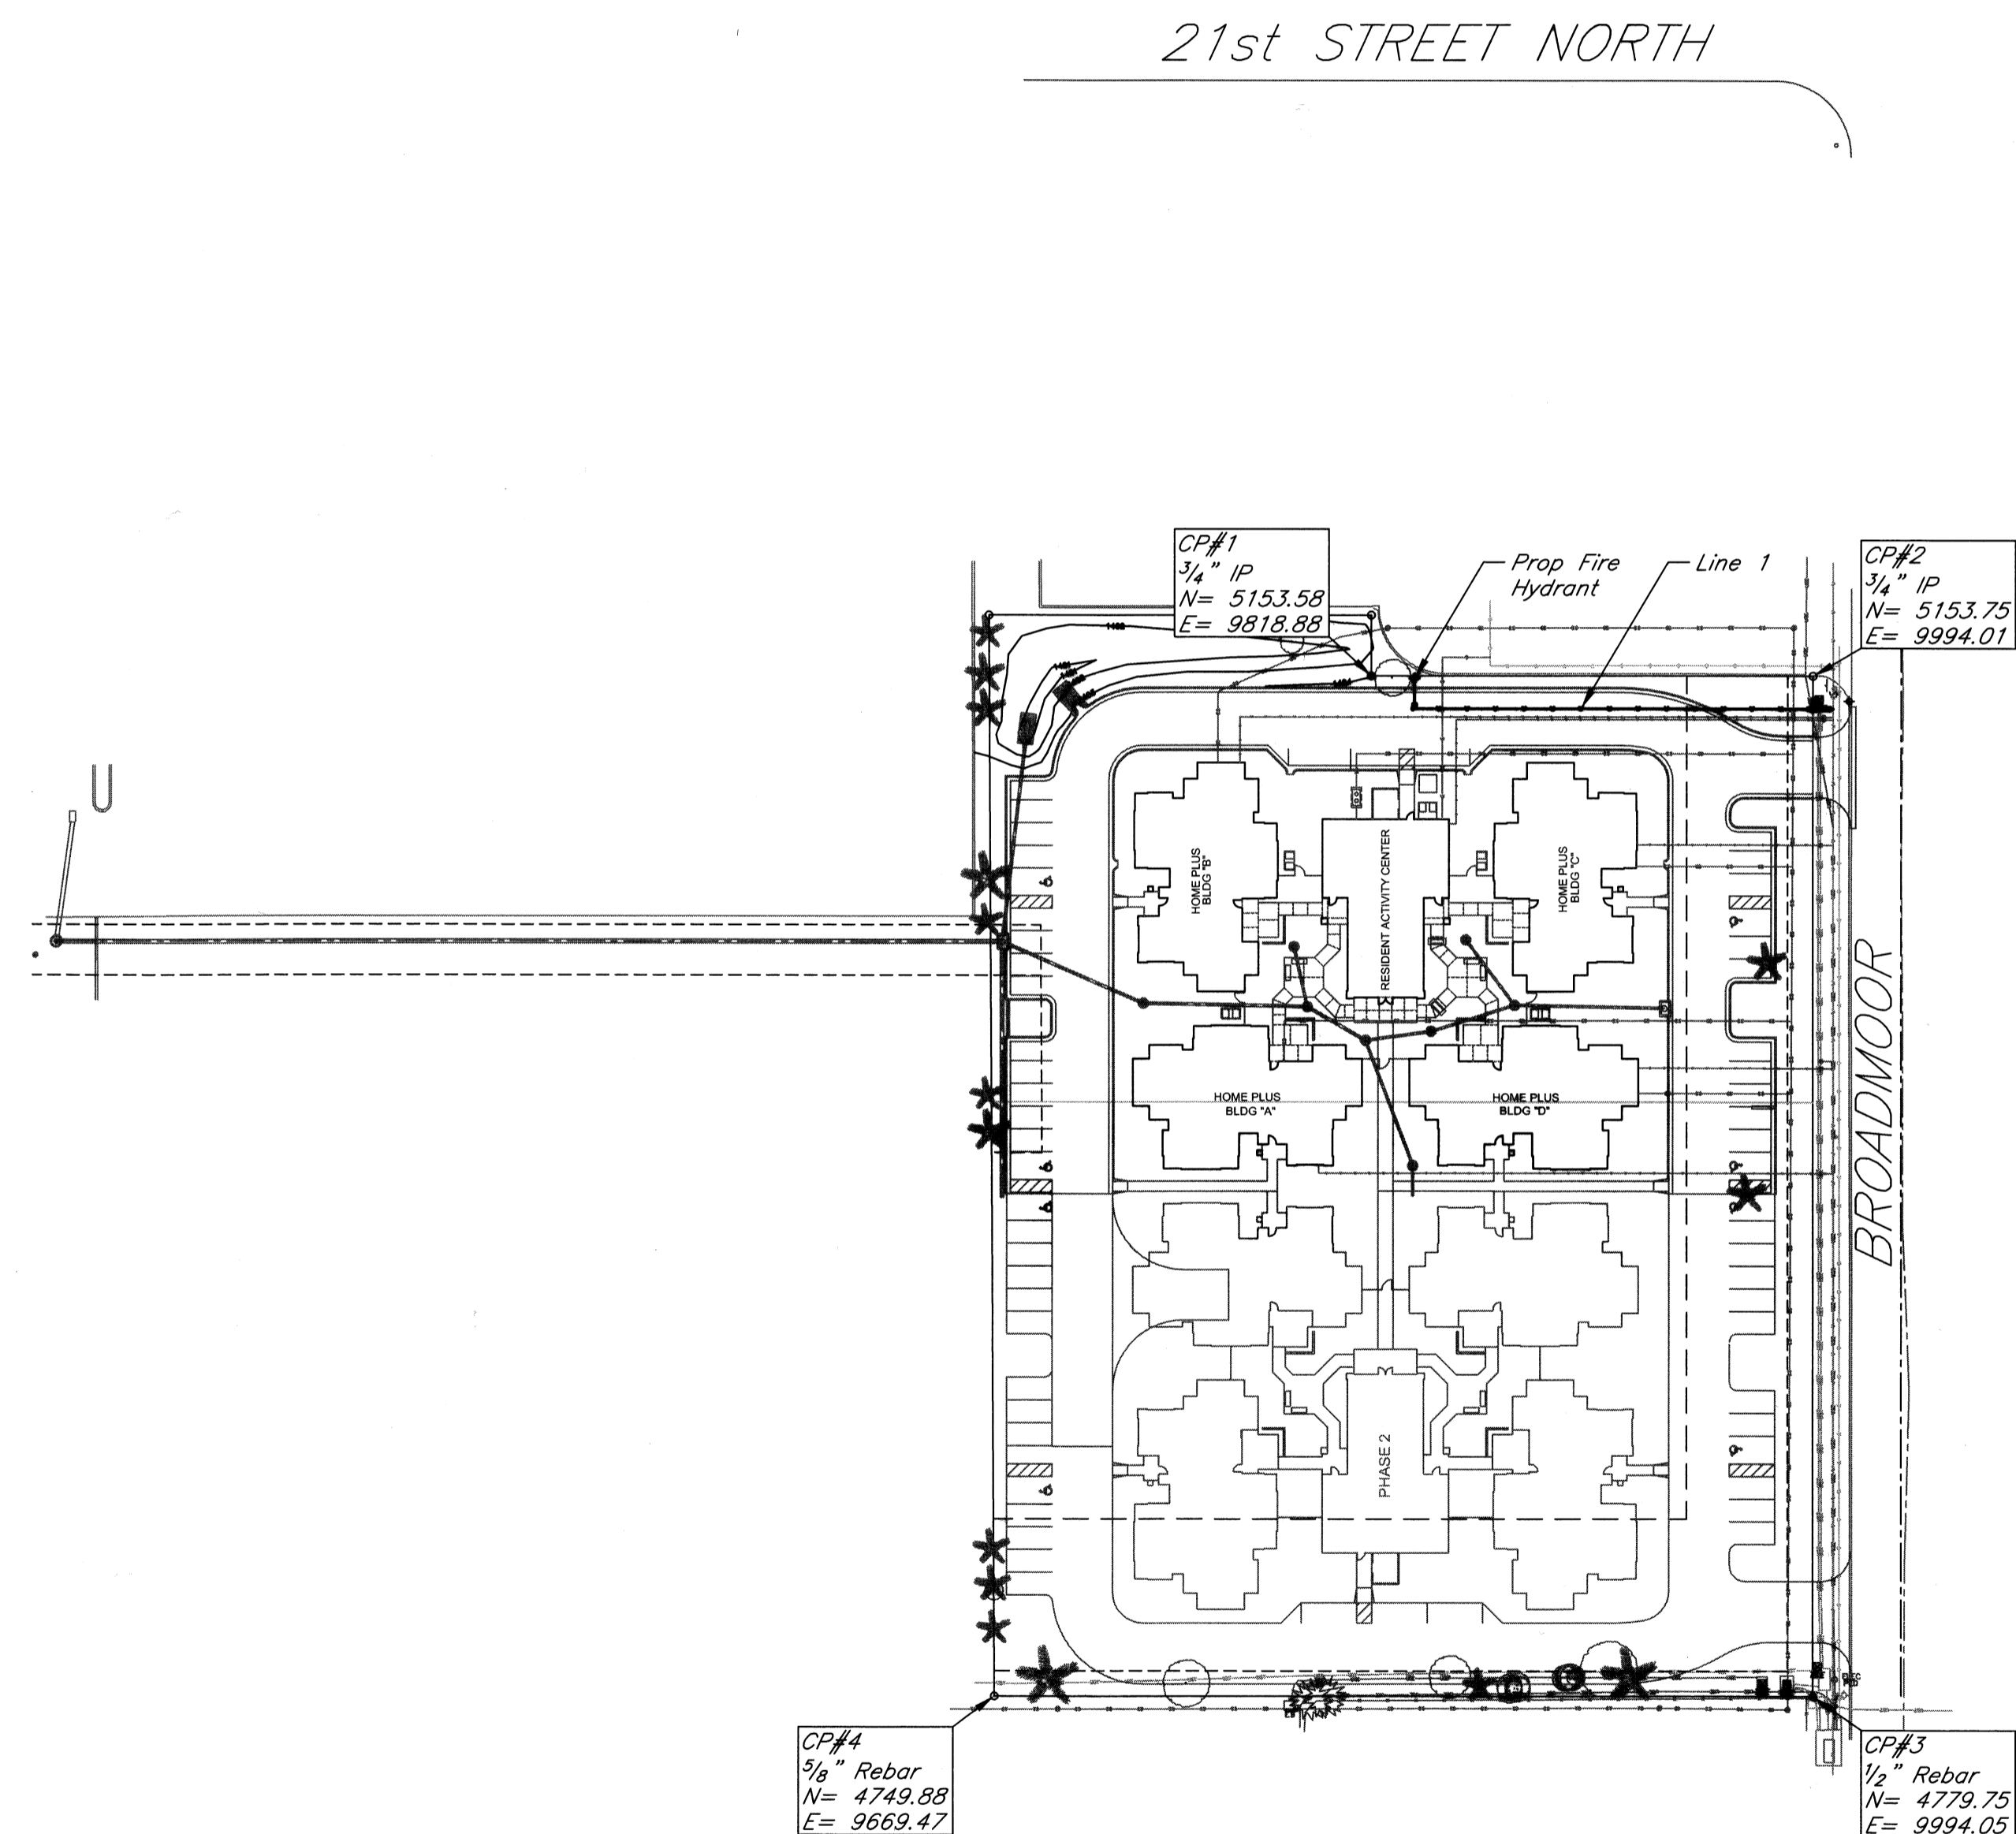 21st STREET NORTH
CP#1
3/4" IP
N= 5153.58
E= 9818.88
Prop Fire
Hydrant
Line 1
CP#2
3/4" IP
N= 5153.75
E= 9994.01
HOME PLUS
BLDG "B"
RESIDENT ACTIVITY CENTER
HOME PLUS
BLDG "C"
BROADMOOR
HOME PLUS
BLDG "A"
HOME PLUS
BLDG "D"
PHASE 2
CP#4
5/8" Rebar
N= 4749.88
E= 9669.47
CP#3
1/2" Rebar
N= 4779.75
E= 9994.05